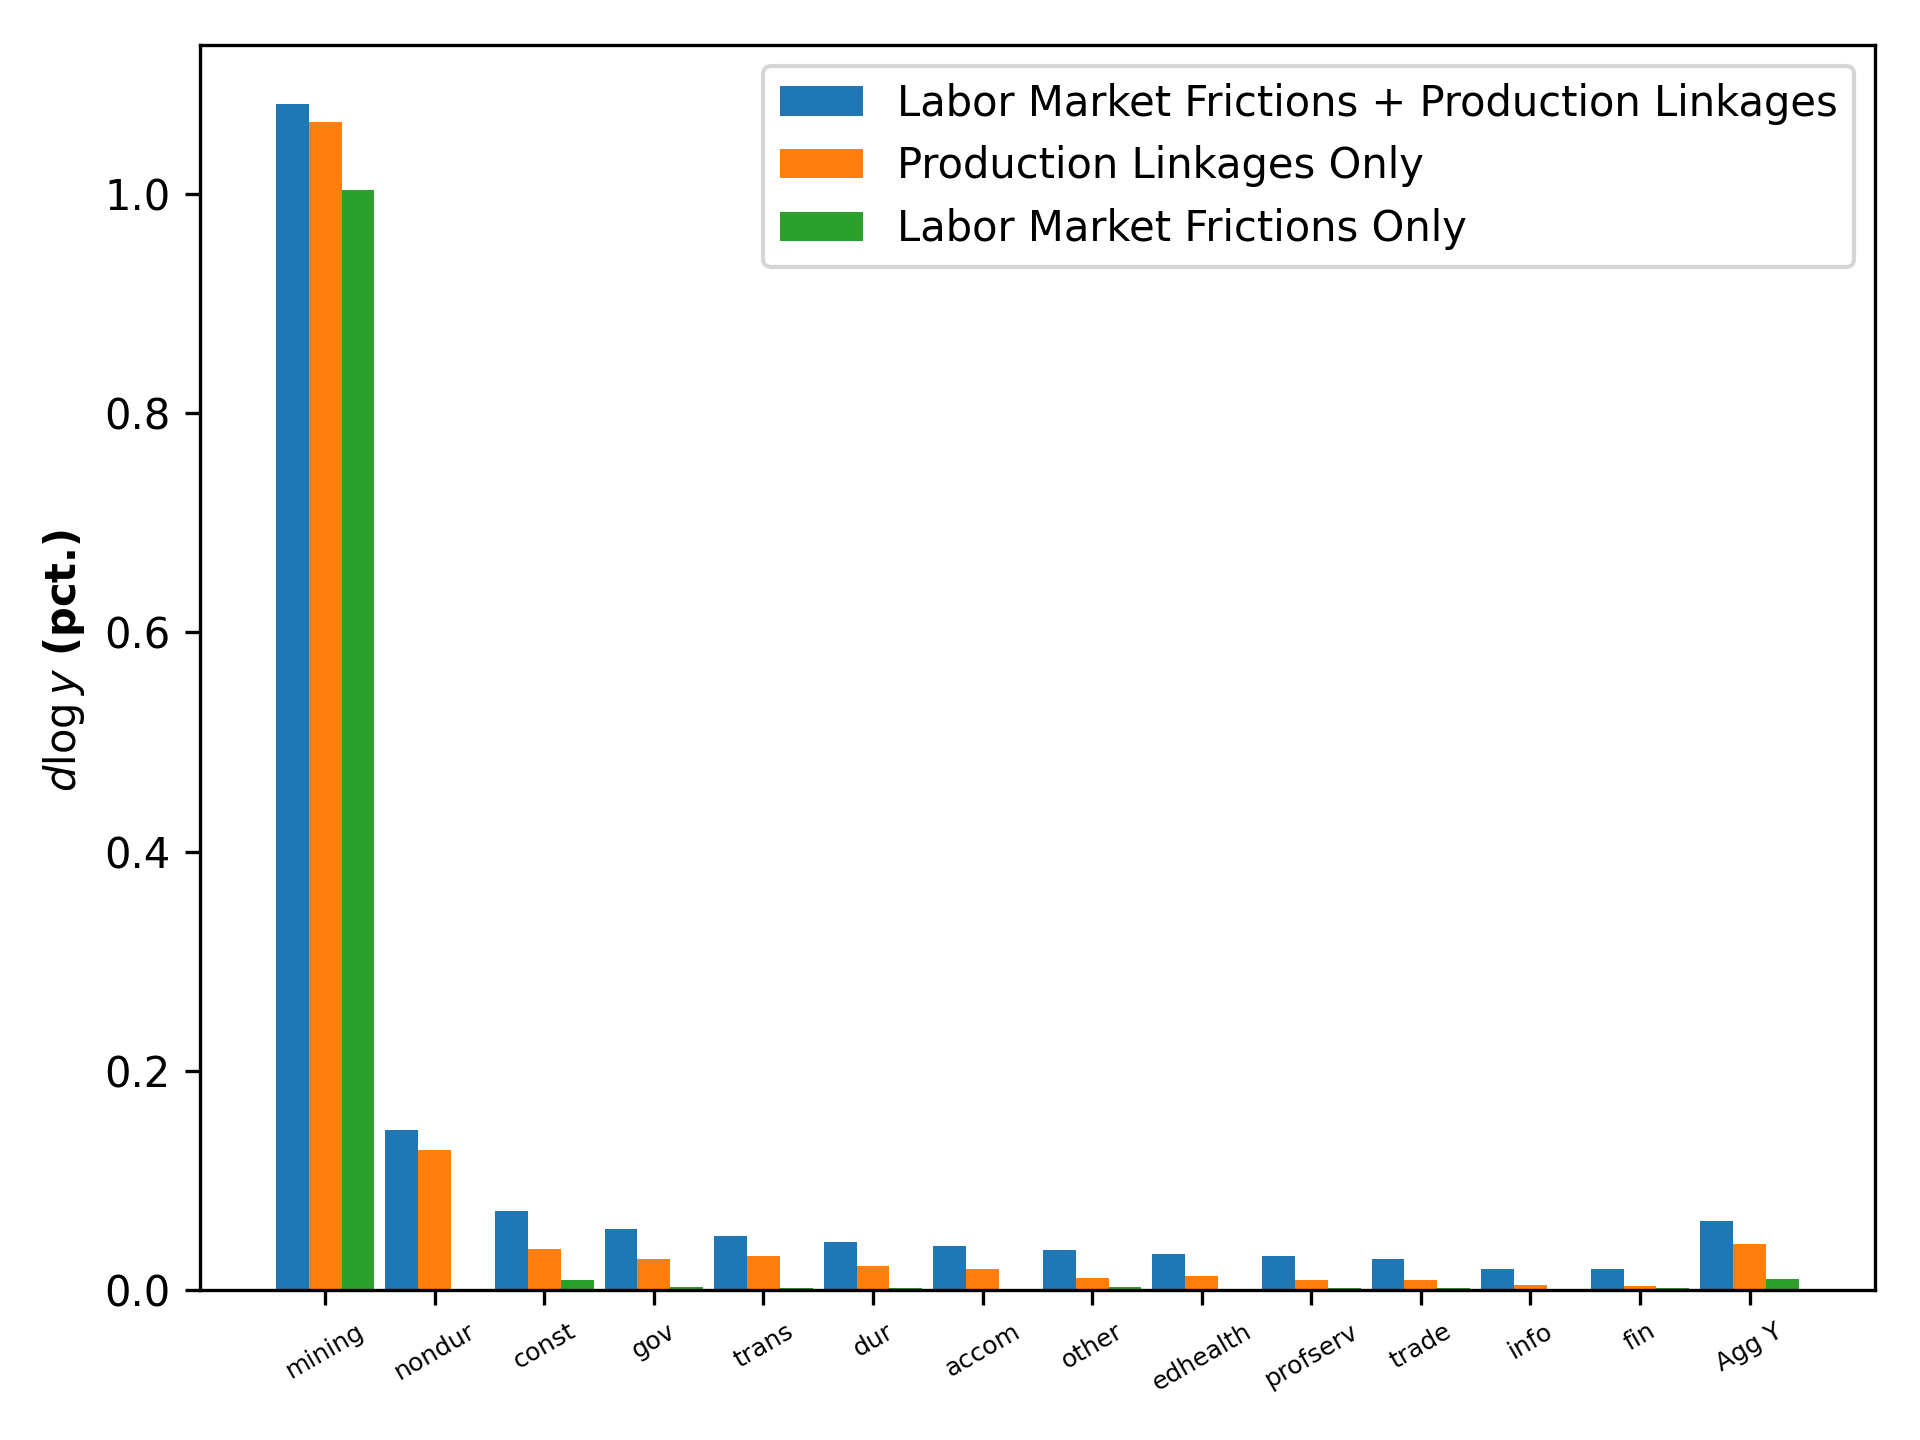 Labor Market Frictions + Production Linkages
Production Linkages Only
Labor Market Frictions Only
1.0
0.8
0.6
0.4
0.2
0.0
dlog y (pct.)
mining nondur const gov trans dur accom other edhealth profserv trade info fin Agg Y